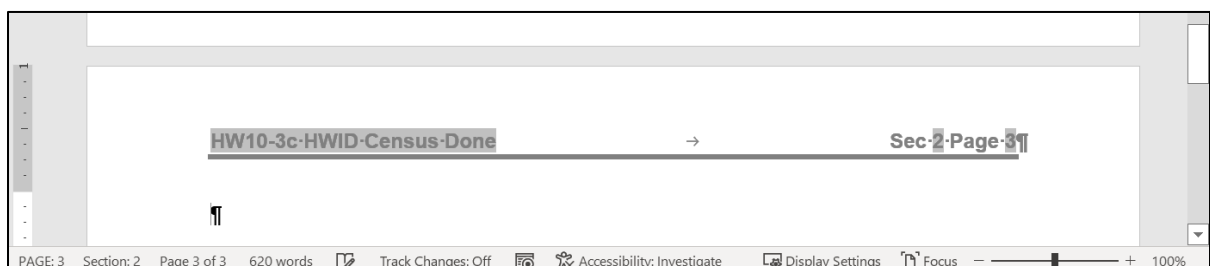 1
HW10-3c·HWID·Census·Done → Sec·2·Page·3¶
¶
PAGE: 3 Section: 2 Page 3 of 3 620 words Track Changes: Off Accessibility: Investigate Display Settings Focus − + 100%